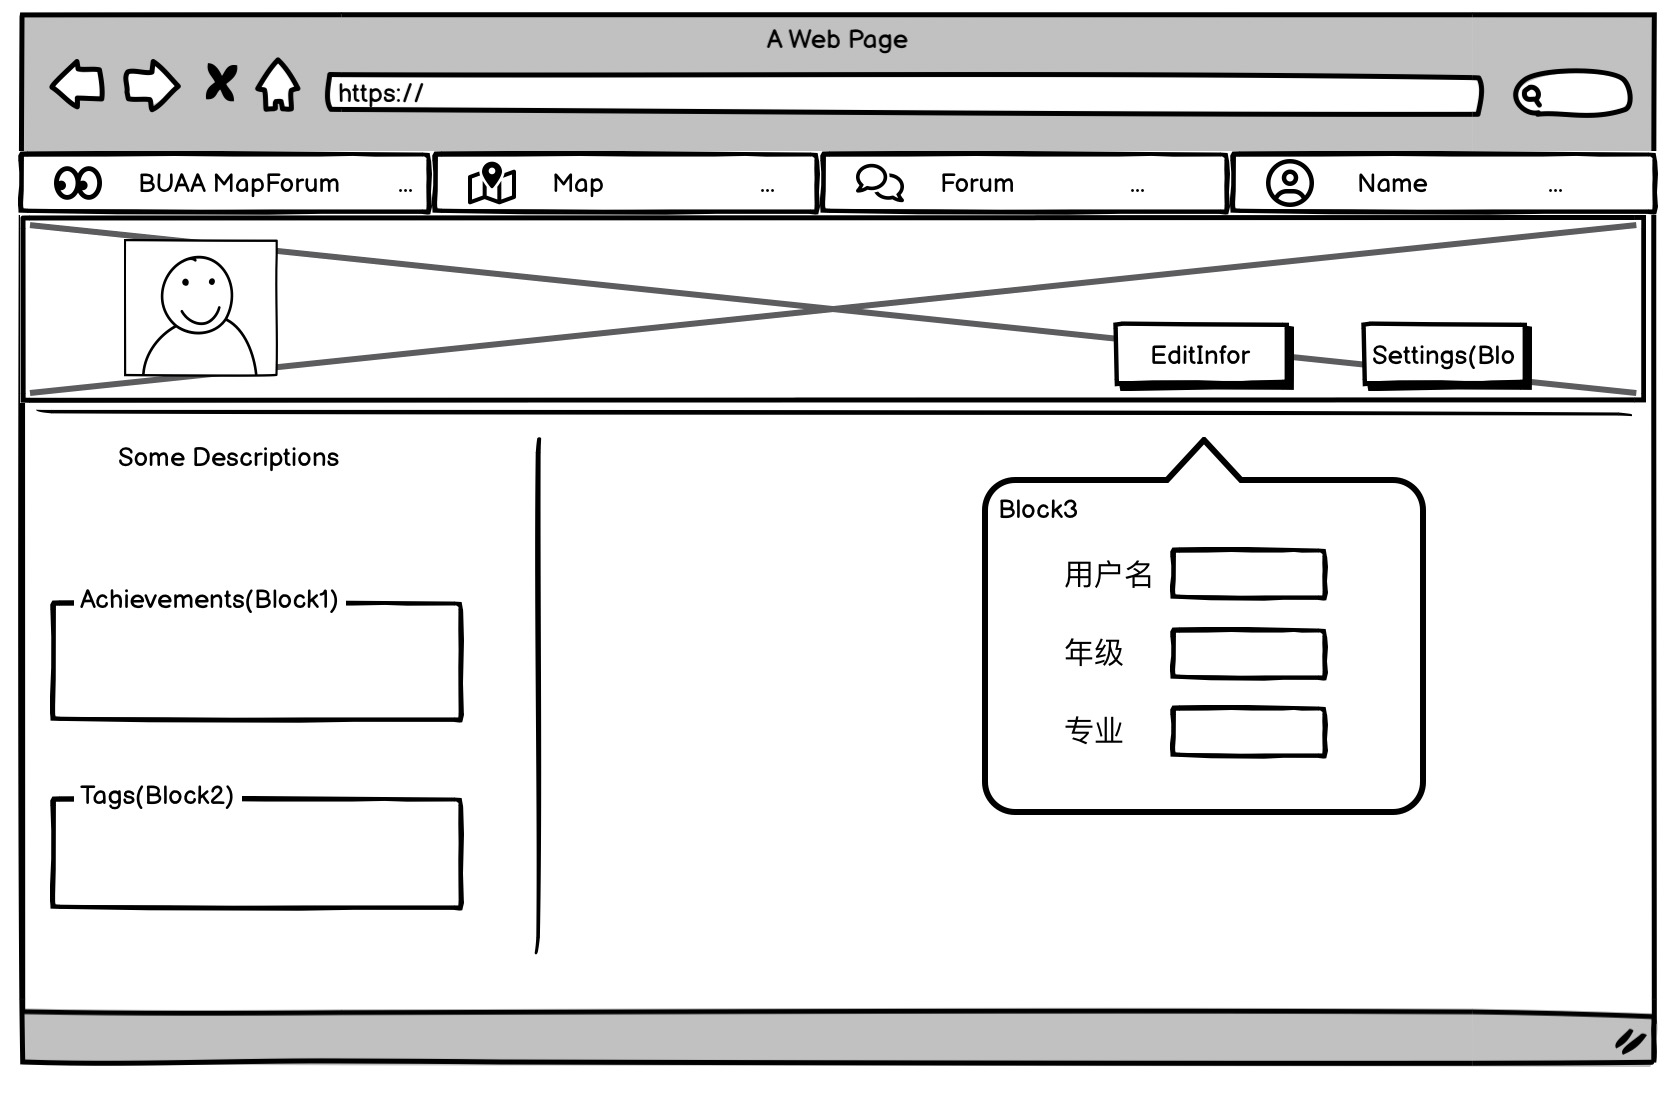 A Web Page
https://
BUAA MapForum ...
Map ...
Forum ...
Name ...
EditInfor
Settings(Blo
Some Descriptions
Achievements(Block1)
Tags(Block2)
Block3
用户名
年级
专业